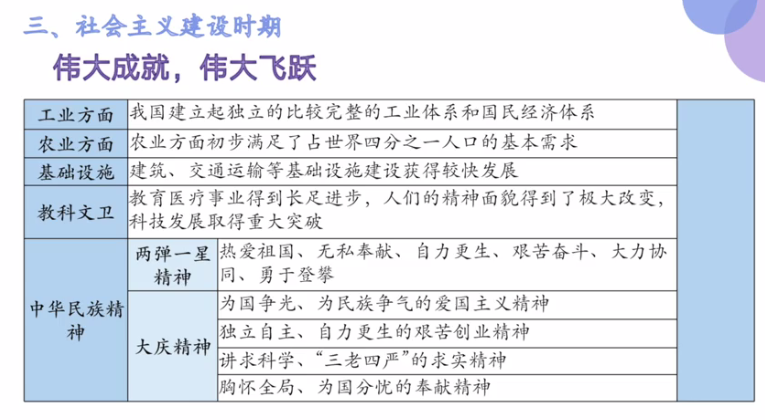 三、社会主义建设时期
伟大成就，伟大飞跃
工业方面 我国建立起独立的比较完整的工业体系和国民经济体系
农业方面 农业方面初步满足了占世界四分之一人口的基本需求
基础设施 建筑、交通运输等基础设施建设获得较快发展
教科文卫 教育医疗事业得到长足进步，人们的精神面貌得到了极大改变，
科技发展取得重大突破
中华民族精
神
两弹一星
精神
热爱祖国、无私奉献、自力更生、艰苦奋斗、大力协
同、勇于登攀
大庆精神
为国争光、为民族争气的爱国主义精神
独立自主、自力更生的艰苦创业精神
讲求科学、“三老四严”的求实精神
胸怀全局、为国分忧的奉献精神